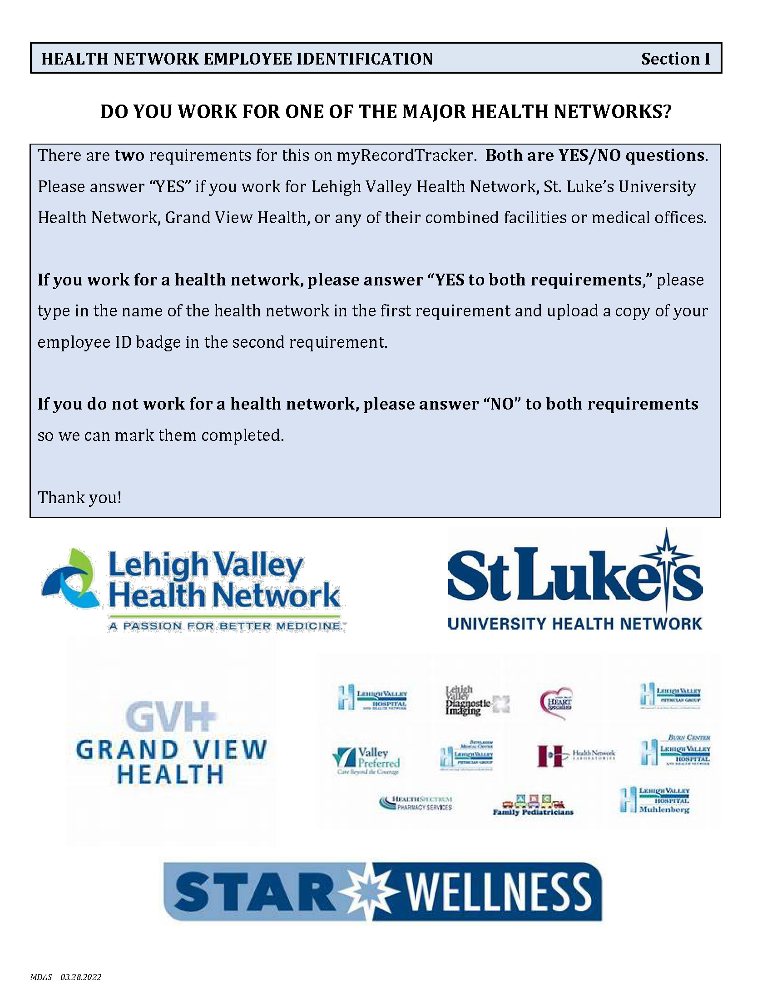 HEALTH NETWORK EMPLOYEE IDENTIFICATION Section I
DO YOU WORK FOR ONE OF THE MAJOR HEALTH NETWORKS?
There are two requirements for this on myRecordTracker.  Both are YES/NO questions.
Please answer “YES” if you work for Lehigh Valley Health Network, St. Luke’s University
Health Network, Grand View Health, or any of their combined facilities or medical offices.
If you work for a health network, please answer “YES to both requirements,” please
type in the name of the health network in the first requirement and upload a copy of your
employee ID badge in the second requirement.
If you do not work for a health network, please answer “NO” to both requirements
so we can mark them completed.
Thank you!
Lehigh Valley
Health Network
A PASSION FOR BETTER MEDICINE.™
St Luke's
UNIVERSITY HEALTH NETWORK
GVH
GRAND VIEW
HEALTH
LEHIGH VALLEY
HOSPITAL
AND HEALTH NETWORK
Lehigh
Valley
Diagnostic
Imaging
HEART
Specialists
LEHIGH VALLEY
PHYSICIAN GROUP
Valley
Preferred
Care Beyond the Coverage
BETHLEHEM
MEDICAL CENTER
LEHIGH VALLEY
PHYSICIAN GROUP
Health Network
LABORATORIES
BURN CENTER
LEHIGH VALLEY
HOSPITAL
AND HEALTH NETWORK
HEALTHSPECTRUM
PHARMACY SERVICES
ABC
Family Pediatricians
LEHIGH VALLEY
HOSPITAL
Muhlenberg
STAR WELLNESS
MDAS – 03.28.2022